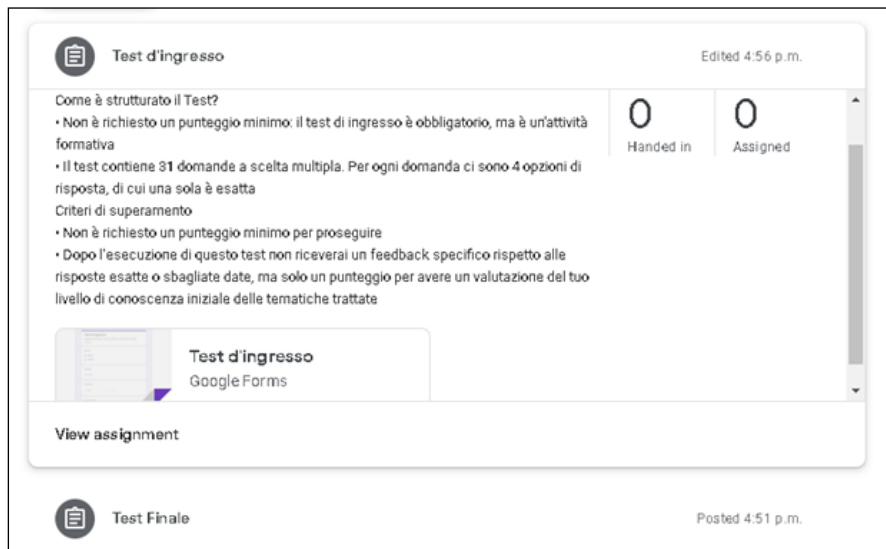 Test d'ingresso
Edited 4:56 p.m.
Come è strutturato il Test?
• Non è richiesto un punteggio minimo: il test di ingresso è obbligatorio, ma è un'attività
formativa
• Il test contiene 31 domande a scelta multipla. Per ogni domanda ci sono 4 opzioni di
risposta, di cui una sola è esatta
Criteri di superamento
• Non è richiesto un punteggio minimo per proseguire
• Dopo l'esecuzione di questo test non riceverai un feedback specifico rispetto alle
risposte esatte o sbagliate date, ma solo un punteggio per avere un valutazione del tuo
livello di conoscenza iniziale delle tematiche trattate
0
Handed in
0
Assigned
Test d'ingresso
Google Forms
View assignment
Test Finale
Posted 4:51 p.m.